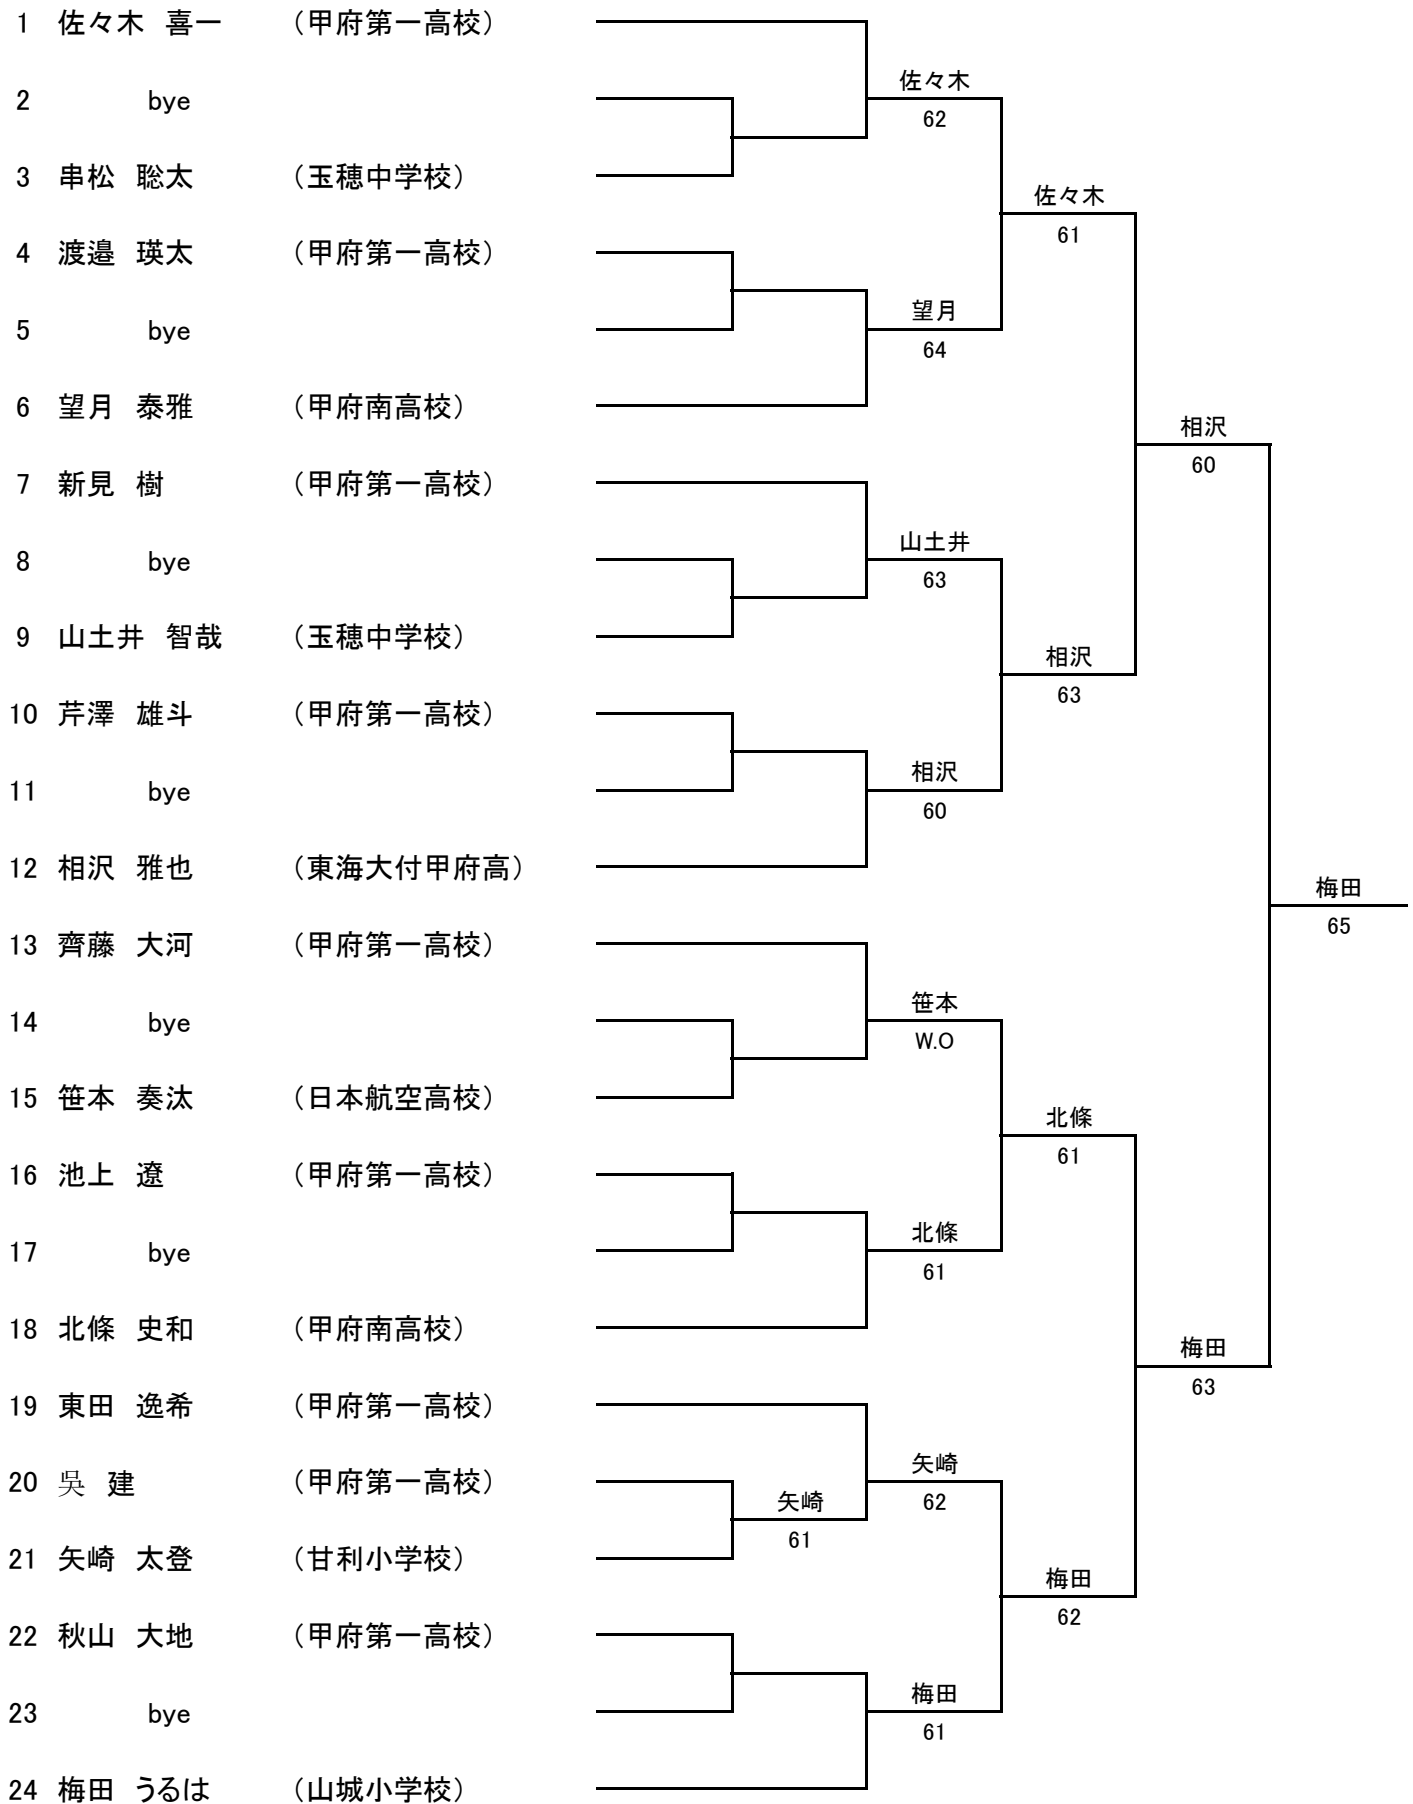 1 佐々木 喜一 （甲府第一高校）
佐々木
2 bye
62
3 串松 聡太 （玉穂中学校）
佐々木
61
4 渡邉 瑛太 （甲府第一高校）
望月
5 bye
64
6 望月 泰雅 （甲府南高校）
相沢
60
7 新見 樹 （甲府第一高校）
山土井
8 bye
63
9 山土井 智哉 （玉穂中学校）
相沢
63
10 芹澤 雄斗 （甲府第一高校）
相沢
11 bye
60
12 相沢 雅也 （東海大付甲府高）
梅田
65
13 齊藤 大河 （甲府第一高校）
笹本
14 bye
W.O
15 笹本 奏汰 （日本航空高校）
北條
61
16 池上 遼 （甲府第一高校）
北條
17 bye
61
18 北條 史和 （甲府南高校）
梅田
63
19 東田 逸希 （甲府第一高校）
矢崎
20 吳 建 （甲府第一高校）
矢崎
62
61
21 矢崎 太登 （甘利小学校）
梅田
62
22 秋山 大地 （甲府第一高校）
梅田
23 bye
61
24 梅田 うるは （山城小学校）